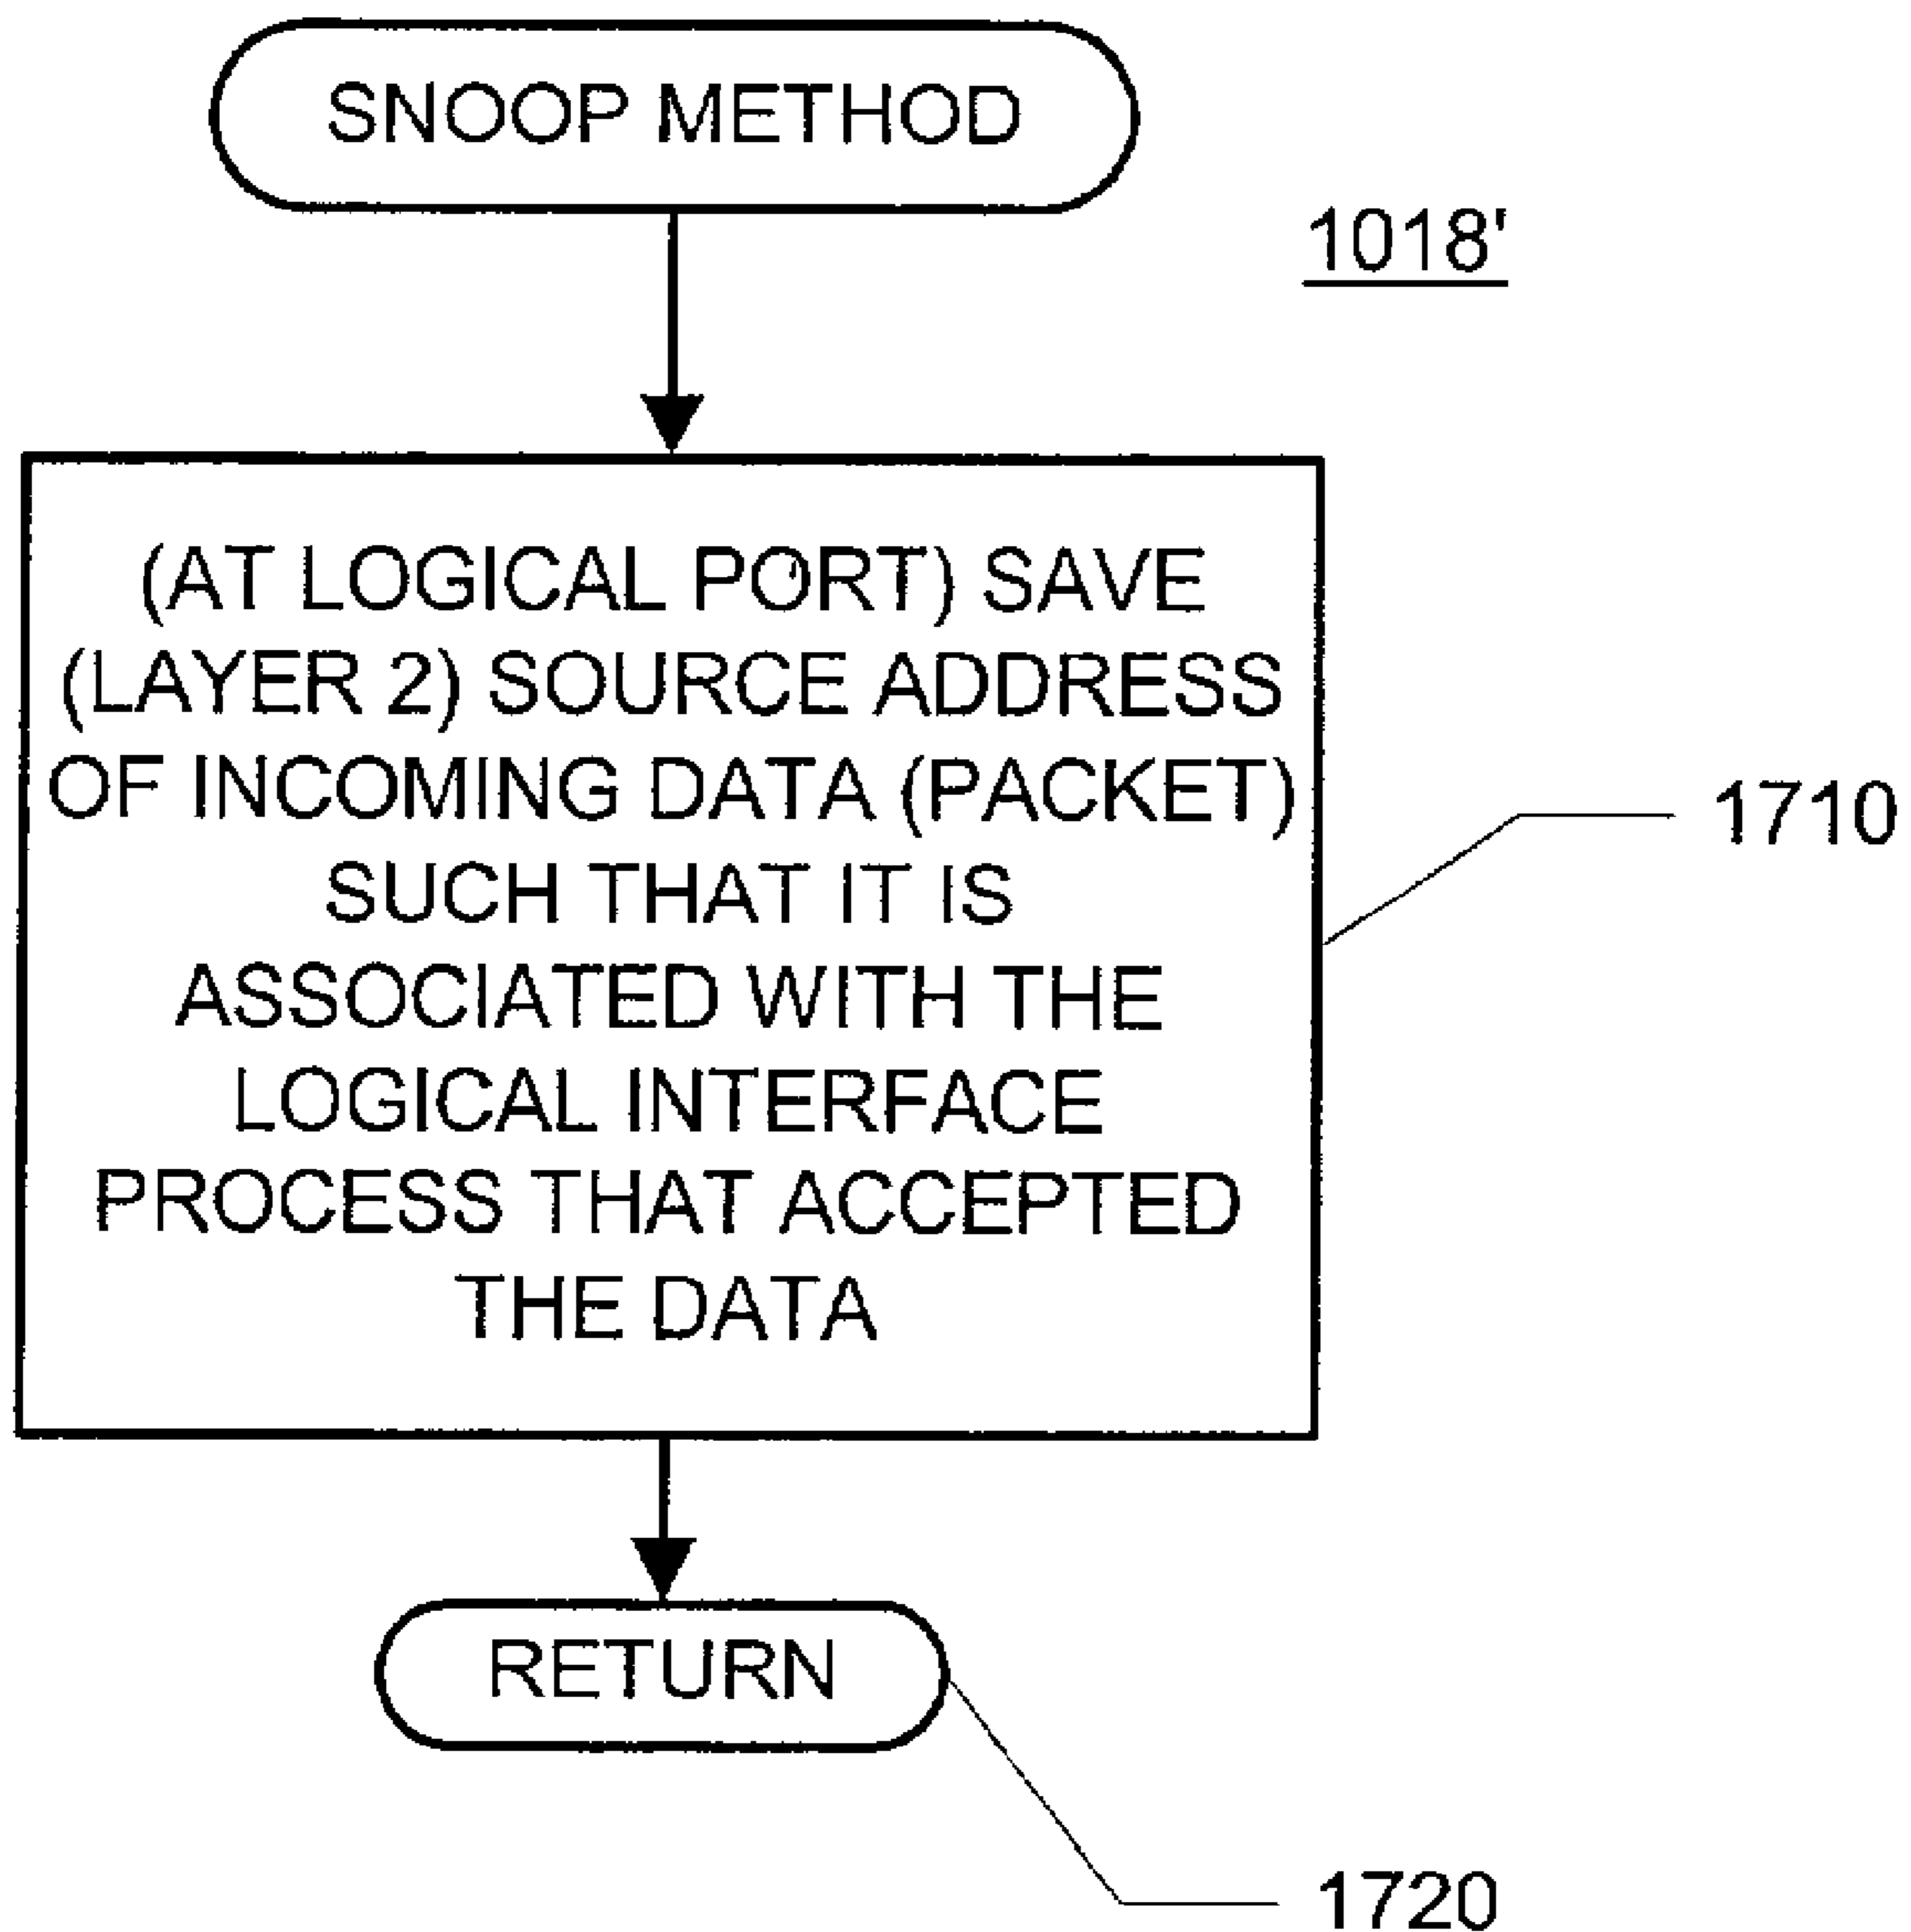 SNOOP METHOD
1018'
(AT LOGICAL PORT) SAVE
(LAYER 2) SOURCE ADDRESS
OF INCOMING DATA (PACKET)
SUCH THAT IT IS
ASSOCIATED WITH THE
LOGICAL INTERFACE
PROCESS THAT ACCEPTED
THE DATA
1710
RETURN
1720